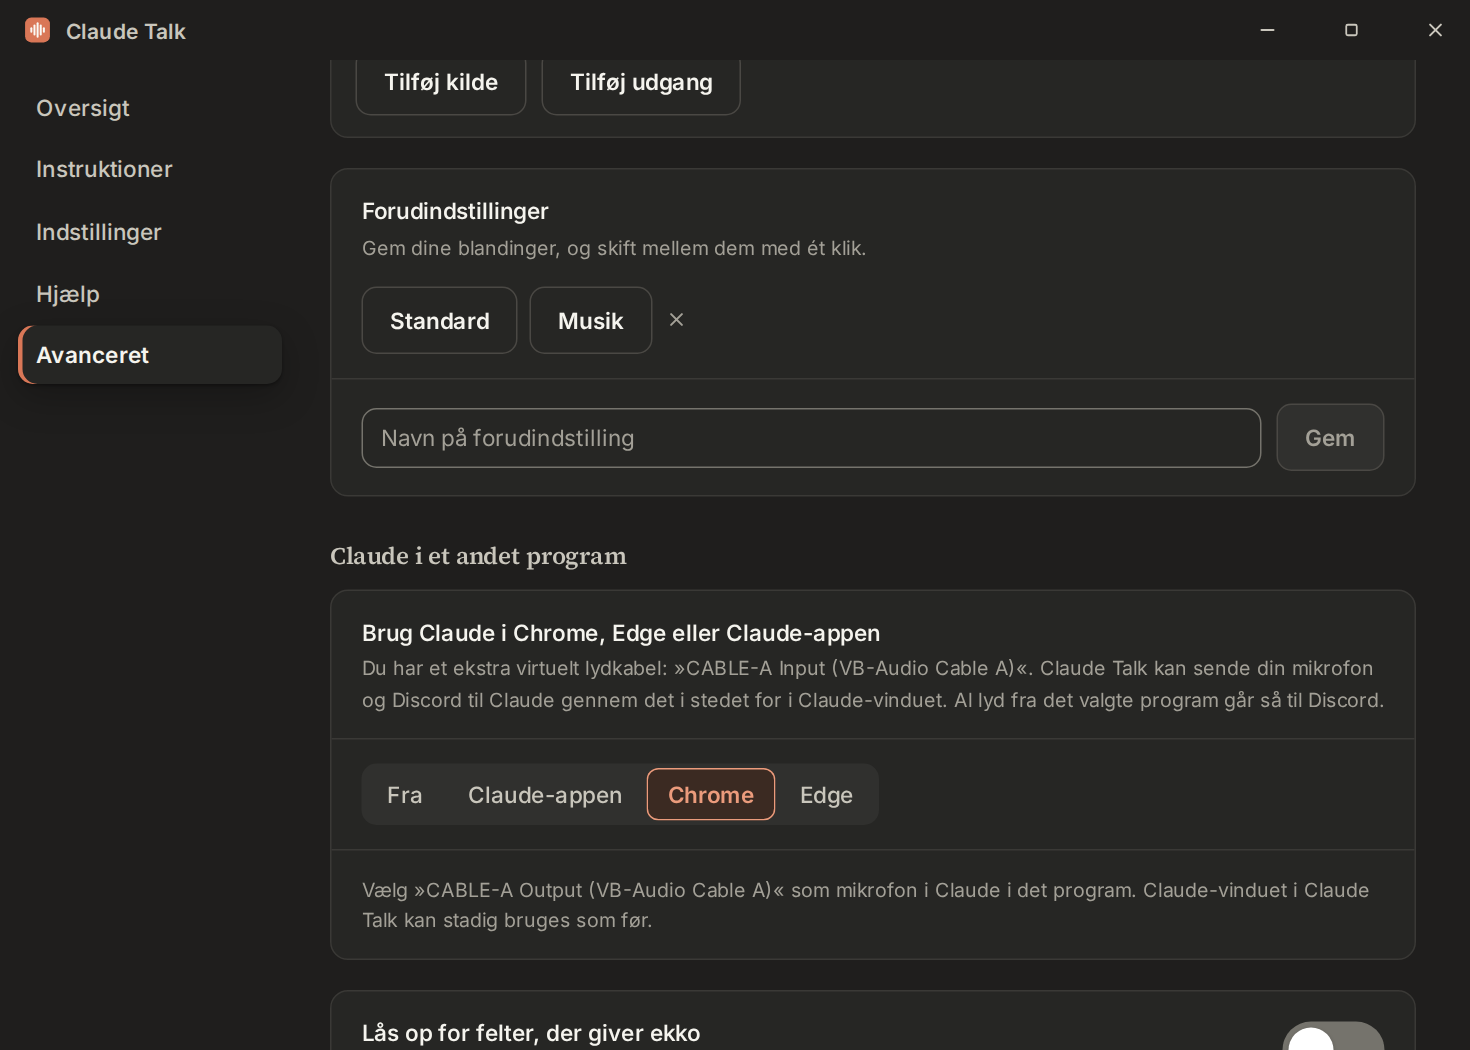 Claude Talk
Oversigt
Instruktioner
Indstillinger
Hjælp
Avanceret
Tilføj kilde
Tilføj udgang
Forudindstillinger
Gem dine blandinger, og skift mellem dem med ét klik.
Standard
Musik
Navn på forudindstilling
Gem
Claude i et andet program
Brug Claude i Chrome, Edge eller Claude-appen
Du har et ekstra virtuelt lydkabel: »CABLE-A Input (VB-Audio Cable A)«. Claude Talk kan sende din mikrofon
og Discord til Claude gennem det i stedet for i Claude-vinduet. Al lyd fra det valgte program går så til Discord.
Fra
Claude-appen
Chrome
Edge
Vælg »CABLE-A Output (VB-Audio Cable A)« som mikrofon i Claude i det program. Claude-vinduet i Claude
Talk kan stadig bruges som før.
Lås op for felter, der giver ekko